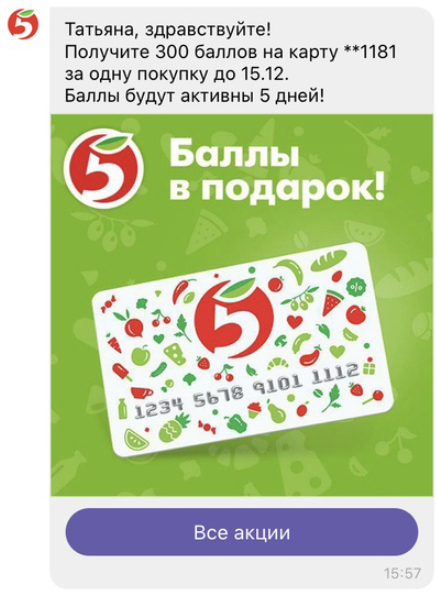 5
Татьяна, здравствуйте!
Получите 300 баллов на карту **1181
за одну покупку до 15.12.
Баллы будут активны 5 дней!
5
Баллы
в подарок!
5
%
1234 5678 9101 1112
Все акции
15:57